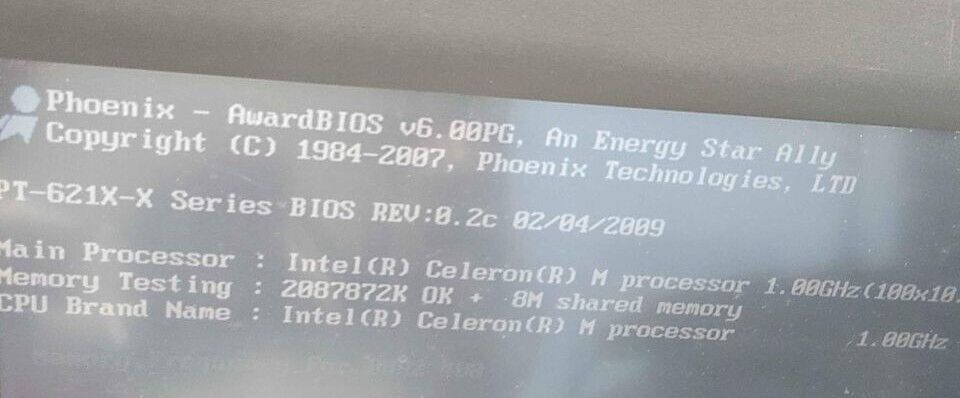 Phoenix - AwardBIOS v6.00PG, An Energy Star Ally
Copyright (C) 1984-2007, Phoenix Technologies, LTD
PT-621X-X Series BIOS REV:0.2c 02/04/2009
Main Processor : Intel(R) Celeron(R) M processor 1.00GHz(100x10.
Memory Testing : 2087872K OK + 8M shared memory
CPU Brand Name : Intel(R) Celeron(R) M processor 1.00GHz